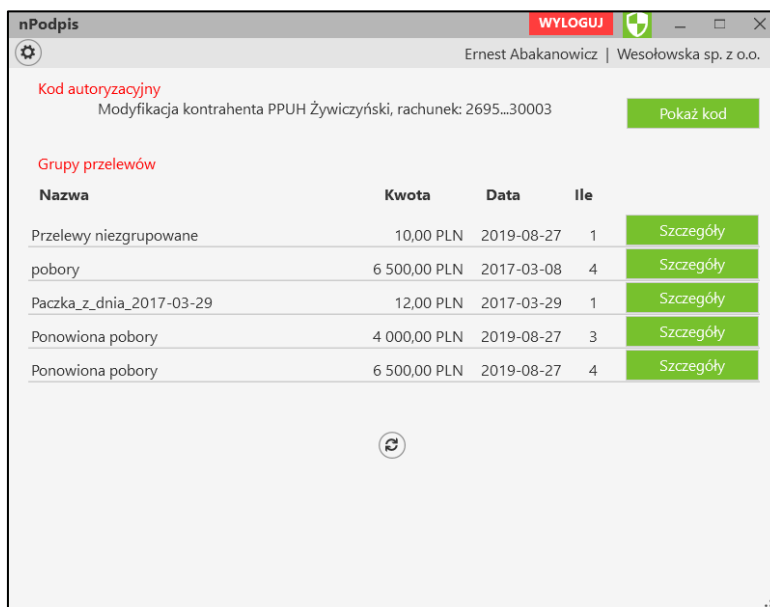 nPodpis WYLOGUJ
Ernest Abakanowicz | Wesołowska sp. z o.o.
Kod autoryzacyjny
Modyfikacja kontrahenta PPUH Żywiczyński, rachunek: 2695...30003 Pokaż kod
Grupy przelewów
Nazwa Kwota Data Ile
Przelewy niezgrupowane 10,00 PLN 2019-08-27 1 Szczegóły
pobory 6 500,00 PLN 2017-03-08 4 Szczegóły
Paczka_z_dnia_2017-03-29 12,00 PLN 2017-03-29 1 Szczegóły
Ponowiona pobory 4 000,00 PLN 2019-08-27 3 Szczegóły
Ponowiona pobory 6 500,00 PLN 2019-08-27 4 Szczegóły